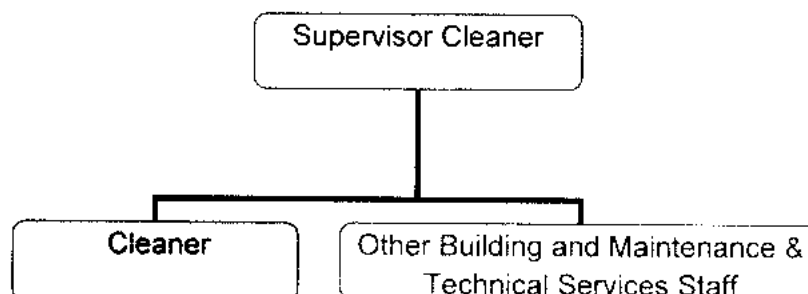 Supervisor Cleaner
Cleaner
Other Building and Maintenance &
Technical Services Staff